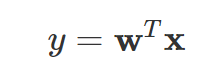 y = w^T x